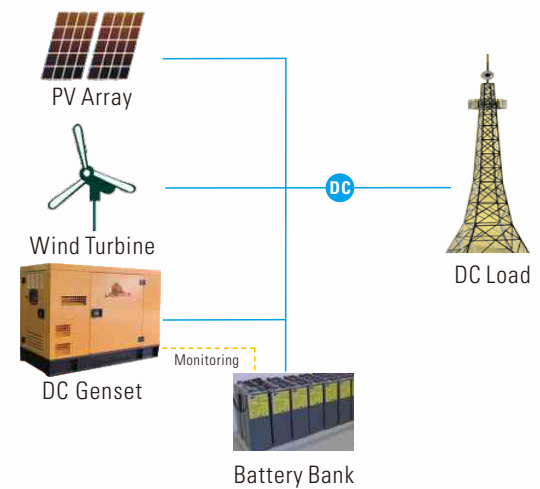 PV Array
Wind Turbine
DC
DC Load
Monitoring
DC Genset
Battery Bank